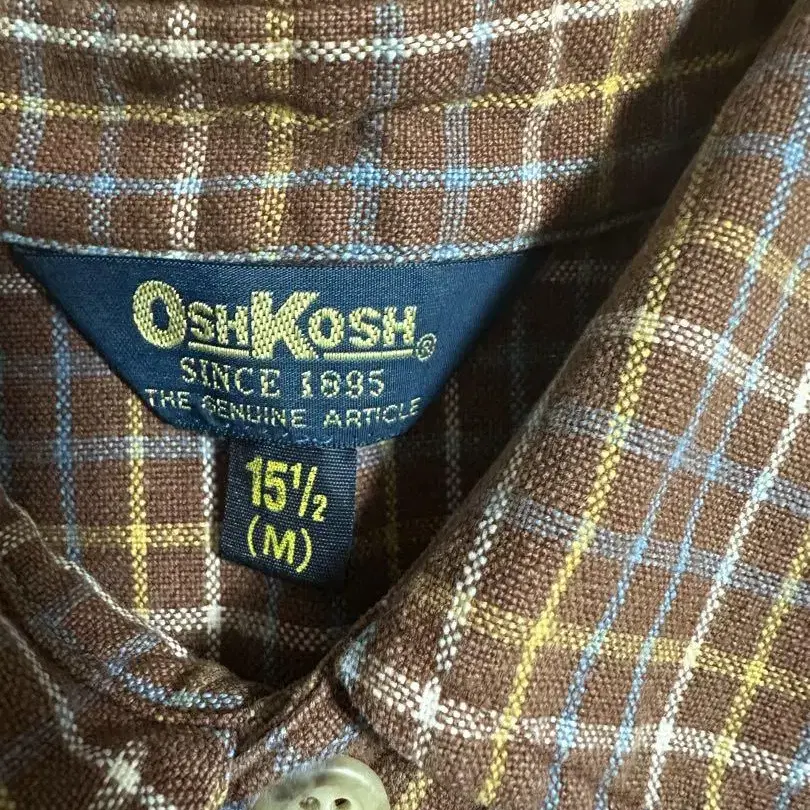 OSHKOSH®
SINCE 1895
THE GENUINE ARTICLE
15½
(M)